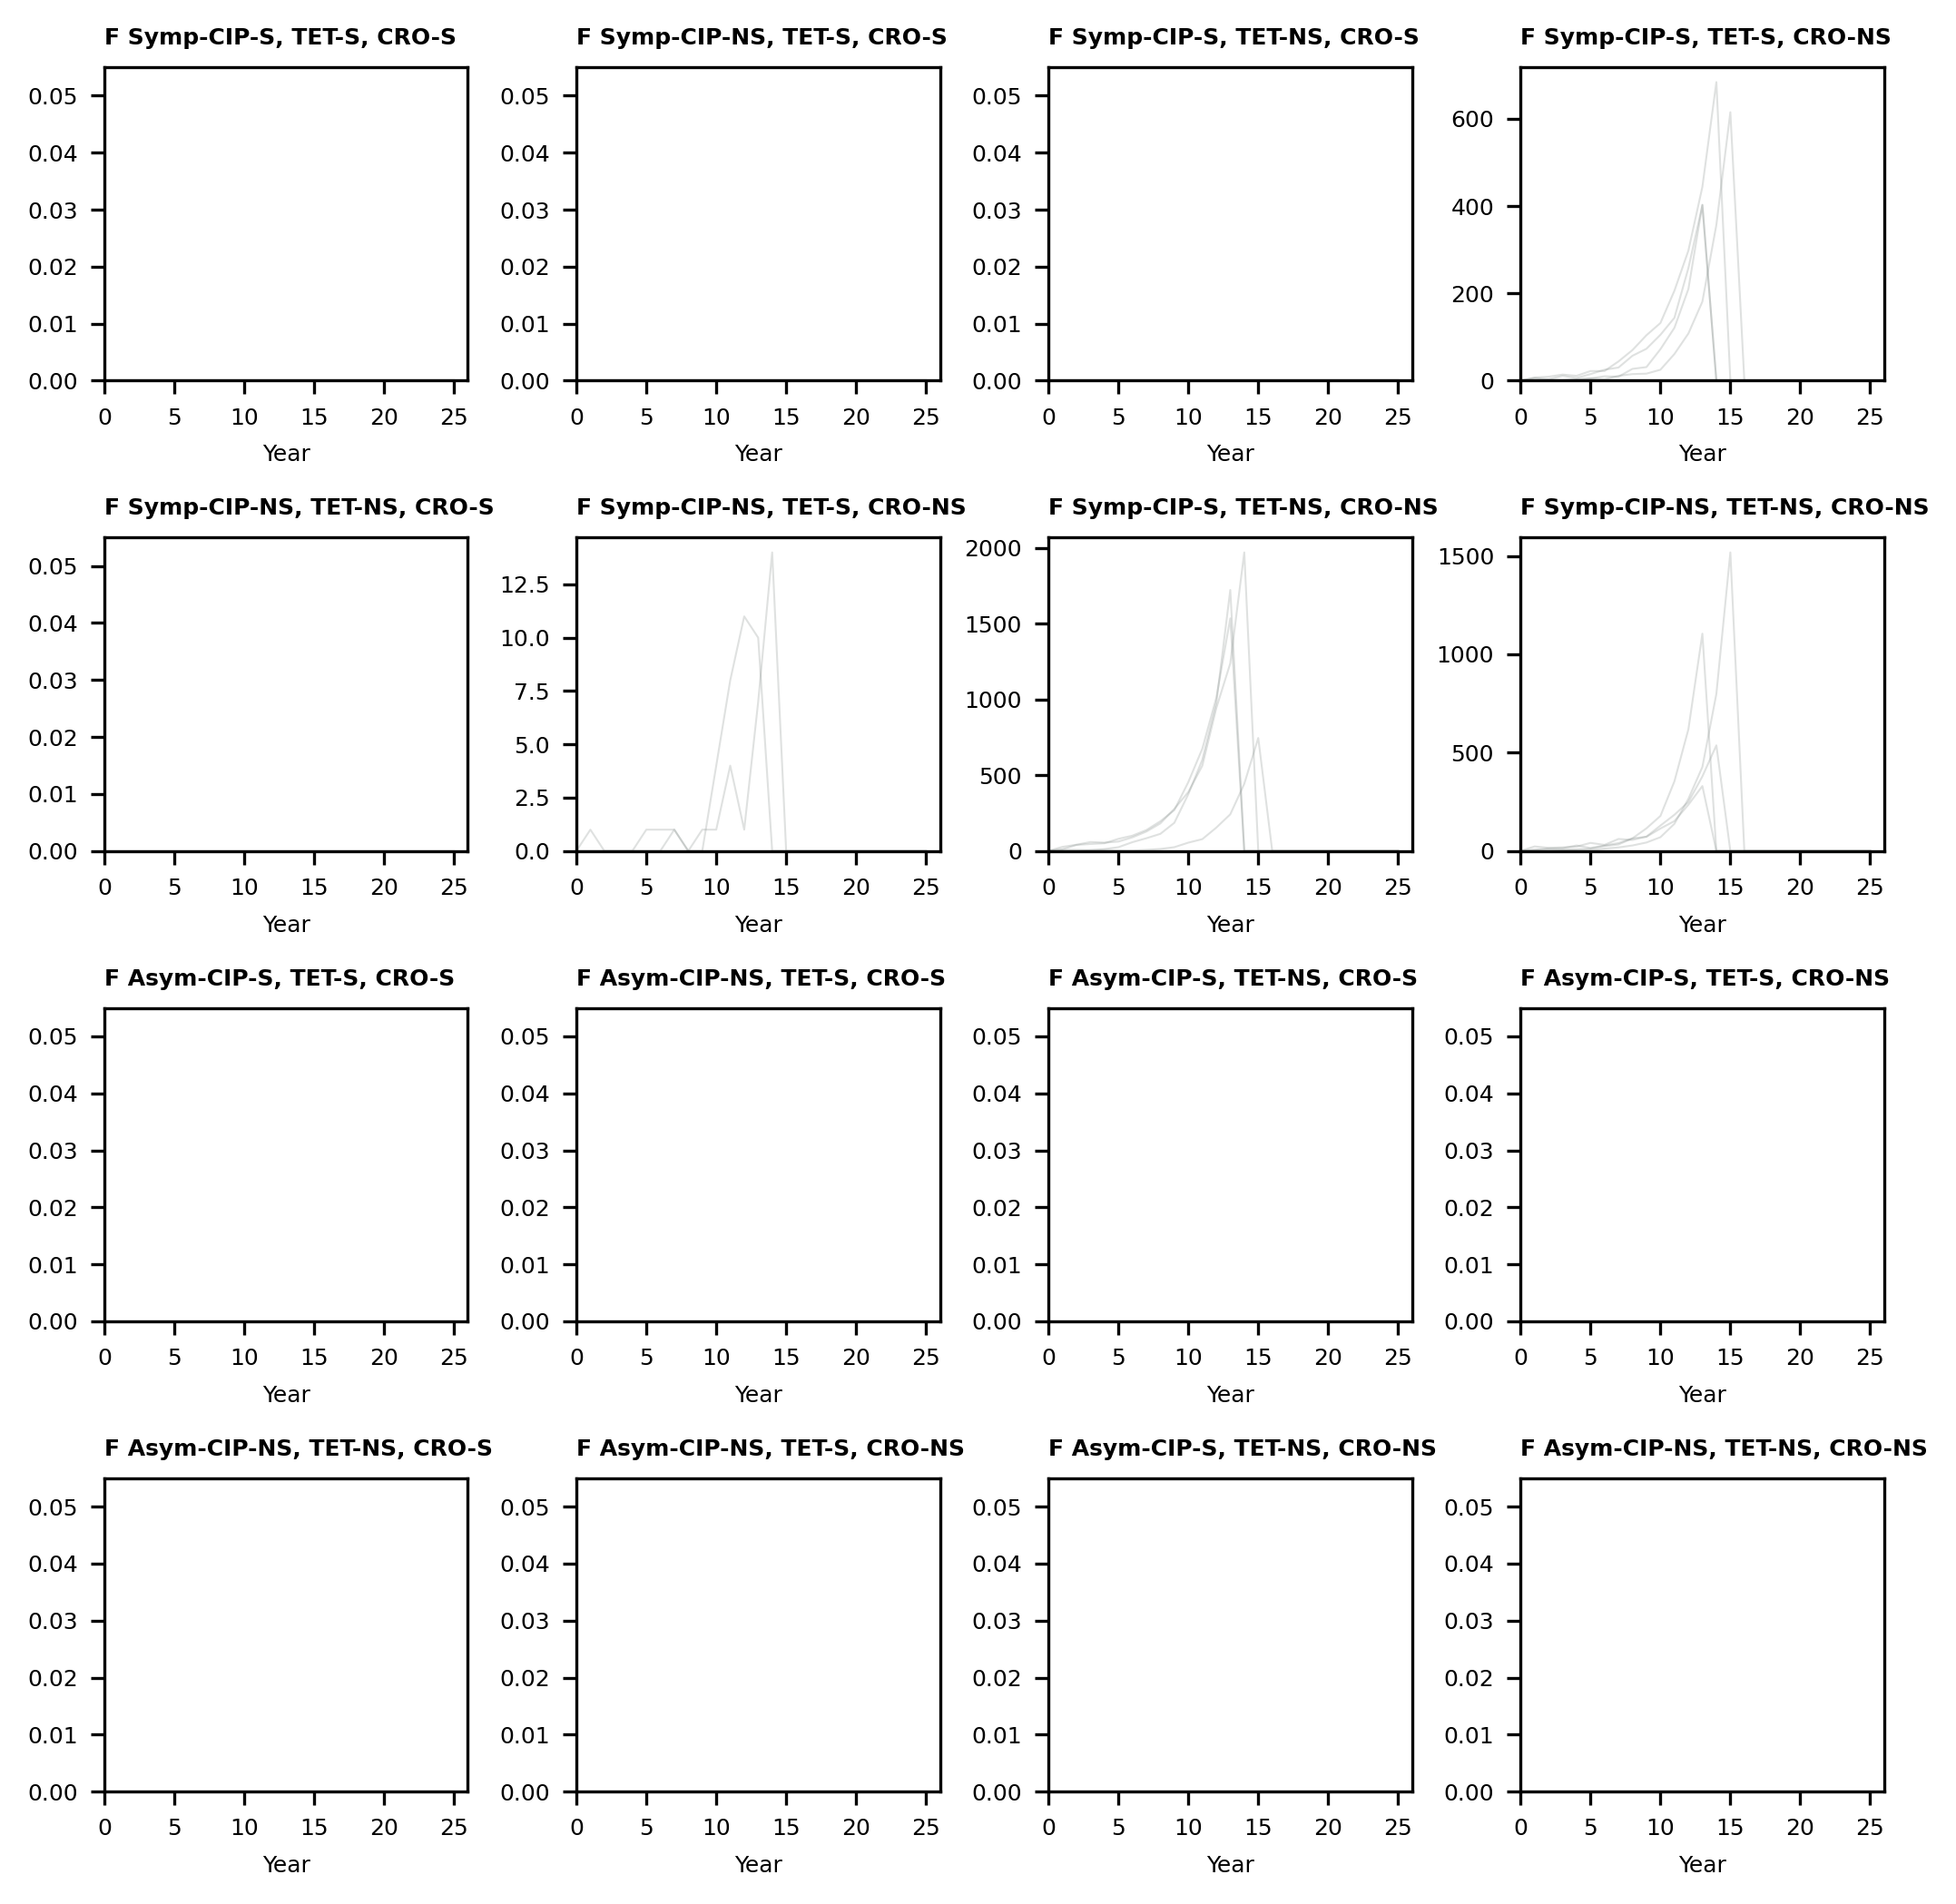 F Symp-CIP-S, TET-S, CRO-S
0.05
0.04
0.03
0.02
0.01
0.00
0 5 10 15 20 25
Year
F Symp-CIP-NS, TET-S, CRO-S
0.05
0.04
0.03
0.02
0.01
0.00
0 5 10 15 20 25
Year
F Symp-CIP-S, TET-NS, CRO-S
0.05
0.04
0.03
0.02
0.01
0.00
0 5 10 15 20 25
Year
F Symp-CIP-S, TET-S, CRO-NS
600
400
200
0
0 5 10 15 20 25
Year
F Symp-CIP-NS, TET-NS, CRO-S
0.05
0.04
0.03
0.02
0.01
0.00
0 5 10 15 20 25
Year
F Symp-CIP-NS, TET-S, CRO-NS
12.5
10.0
7.5
5.0
2.5
0.0
0 5 10 15 20 25
Year
F Symp-CIP-S, TET-NS, CRO-NS
2000
1500
1000
500
0
0 5 10 15 20 25
Year
F Symp-CIP-NS, TET-NS, CRO-NS
1500
1000
500
0
0 5 10 15 20 25
Year
F Asym-CIP-S, TET-S, CRO-S
0.05
0.04
0.03
0.02
0.01
0.00
0 5 10 15 20 25
Year
F Asym-CIP-NS, TET-S, CRO-S
0.05
0.04
0.03
0.02
0.01
0.00
0 5 10 15 20 25
Year
F Asym-CIP-S, TET-NS, CRO-S
0.05
0.04
0.03
0.02
0.01
0.00
0 5 10 15 20 25
Year
F Asym-CIP-S, TET-S, CRO-NS
0.05
0.04
0.03
0.02
0.01
0.00
0 5 10 15 20 25
Year
F Asym-CIP-NS, TET-NS, CRO-S
0.05
0.04
0.03
0.02
0.01
0.00
0 5 10 15 20 25
Year
F Asym-CIP-NS, TET-S, CRO-NS
0.05
0.04
0.03
0.02
0.01
0.00
0 5 10 15 20 25
Year
F Asym-CIP-S, TET-NS, CRO-NS
0.05
0.04
0.03
0.02
0.01
0.00
0 5 10 15 20 25
Year
F Asym-CIP-NS, TET-NS, CRO-NS
0.05
0.04
0.03
0.02
0.01
0.00
0 5 10 15 20 25
Year